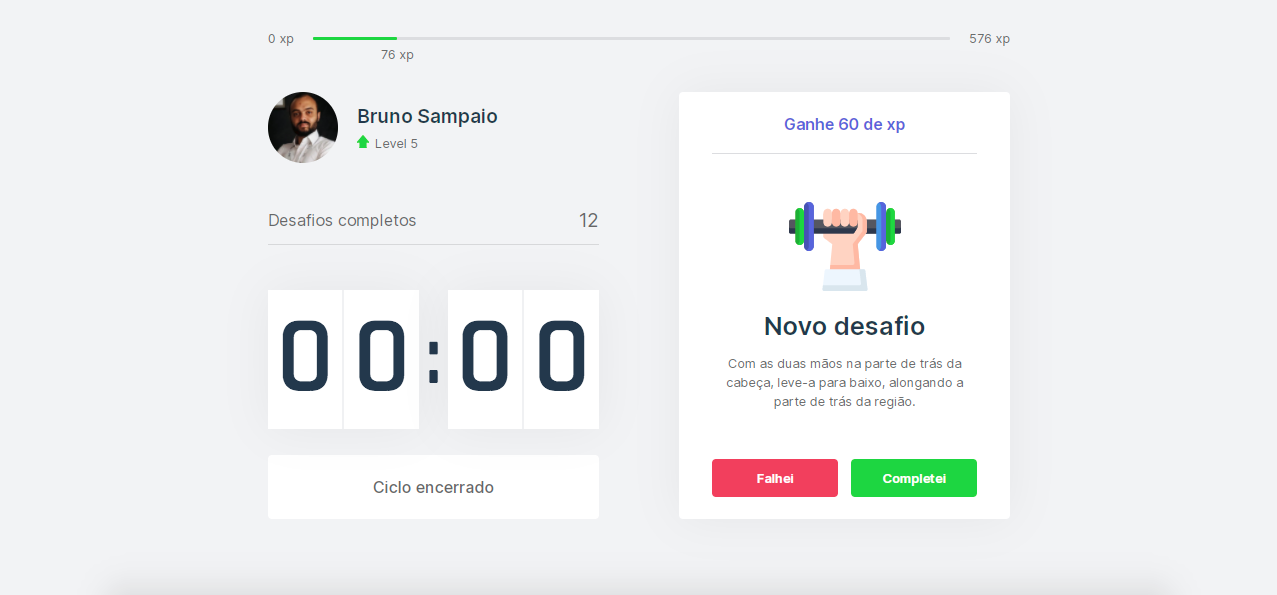 0 xp
576 xp
76 xp
Bruno Sampaio
Level 5
Desafios completos 12
00:00
Ciclo encerrado
Ganhe 60 de xp
Novo desafio
Com as duas mãos na parte de trás da
cabeça, leve-a para baixo, alongando a
parte de trás da região.
Falhei
Completei